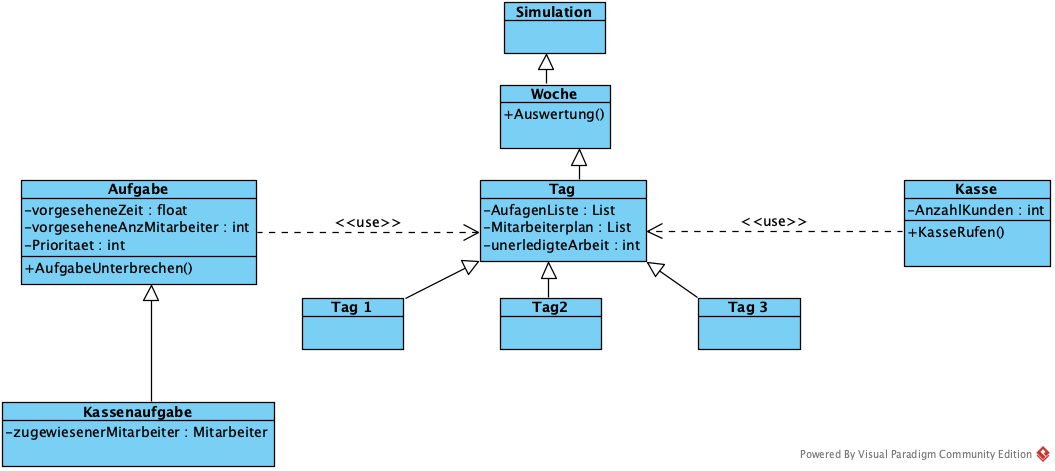 Simulation
Woche
+Auswertung()
Aufgabe
-vorgeseheneZeit : float
-vorgeseheneAnzMitarbeiter : int
-Prioritaet : int
+AufgabeUnterbrechen()
<<use>>
Tag
-AufagenListe : List
-Mitarbeiterplan : List
-unerledigteArbeit : int
<<use>>
Kasse
-AnzahlKunden : int
+KasseRufen()
Tag 1
Tag2
Tag 3
Kassenaufgabe
-zugewiesenerMitarbeiter : Mitarbeiter
Powered By Visual Paradigm Community Edition